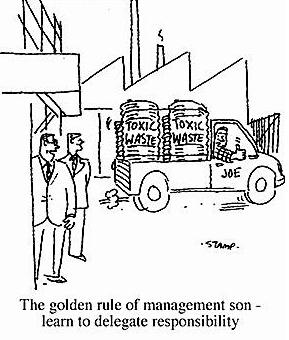 TOXIC WASTE
TOXIC WASTE
JOE
-STAMP.
The golden rule of management son -
learn to delegate responsibility